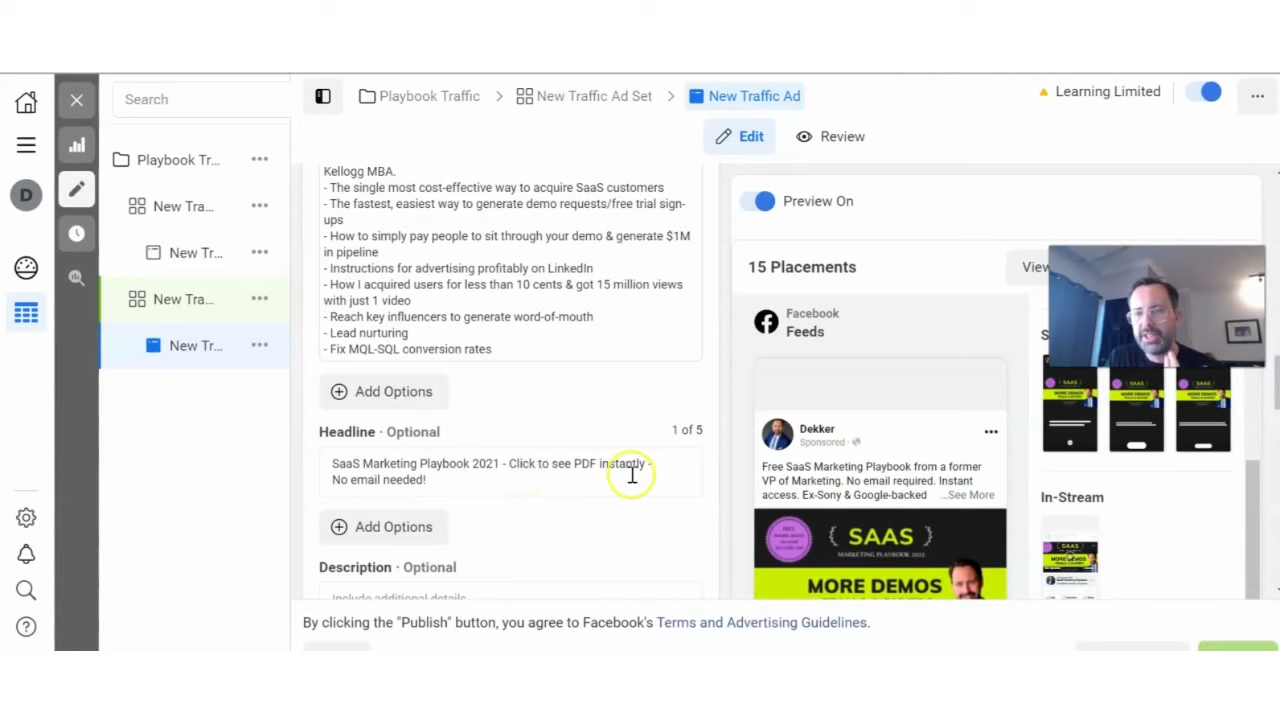 Search
Playbook Traffic
New Traffic Ad Set
New Traffic Ad
Learning Limited
Edit
Review
D
Playbook Tr...
New Tra...
New Tr...
New Tra...
New Tr...
Kellogg MBA.
- The single most cost-effective way to acquire SaaS customers
- The fastest, easiest way to generate demo requests/free trial sign-
ups
- How to simply pay people to sit through your demo & generate $1M
in pipeline
- Instructions for advertising profitably on LinkedIn
- How I acquired users for less than 10 cents & got 15 million views
with just 1 video
- Reach key influencers to generate word-of-mouth
- Lead nurturing
- Fix MQL-SQL conversion rates
Add Options
Headline · Optional
1 of 5
SaaS Marketing Playbook 2021 - Click to see PDF instantly -
No email needed!
Add Options
Description · Optional
Include additional details
Preview On
15 Placements
View
Facebook
Feeds
Dekker
Sponsored ·
Free SaaS Marketing Playbook from a former
VP of Marketing. No email required. Instant
access. Ex-Sony & Google-backed ...See More
SAAS
MARKETING PLAYBOOK 2021
MORE DEMOS
S
SAAS
SAAS
SAAS
In-Stream
SAAS
MORE DEMOS
By clicking the "Publish" button, you agree to Facebook's Terms and Advertising Guidelines.